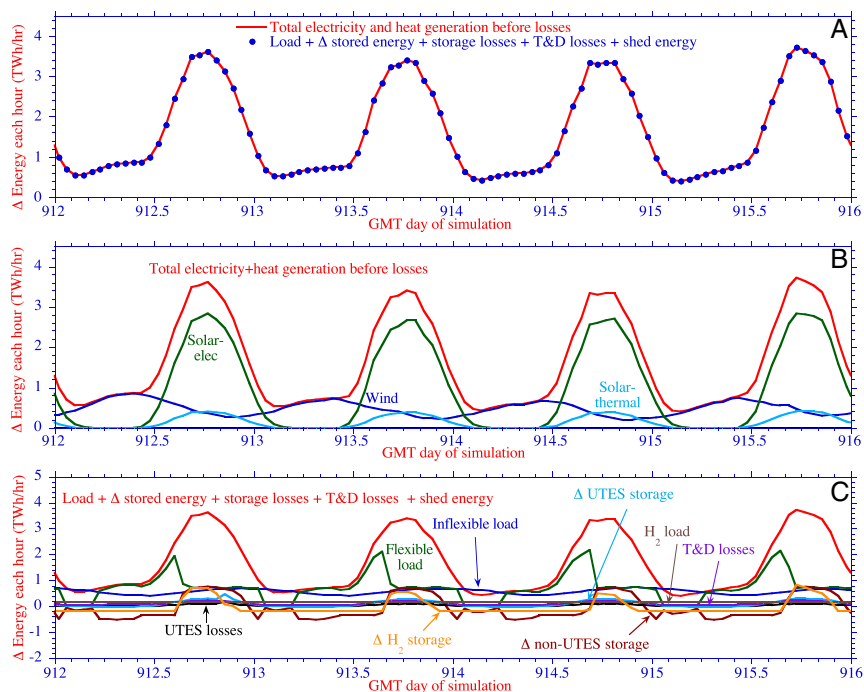 A
Total electricity and heat generation before losses
Load + Δ stored energy + storage losses + T&D losses + shed energy
Δ Energy each hour (TWh/hr)
4
3
2
1
0
912 912.5 913 913.5 914 914.5 915 915.5 916
GMT day of simulation
B
Total electricity+heat generation before losses
Δ Energy each hour (TWh/hr)
4
3
2
1
0
Solar-
elec
Wind
Solar-
thermal
912 912.5 913 913.5 914 914.5 915 915.5 916
GMT day of simulation
C
Load + Δ stored energy + storage losses + T&D losses + shed energy
Δ Energy each hour (TWh/hr)
5
4
3
2
1
0
-1
-2
Δ UTES storage
Inflexible load
H2 load
T&D losses
Flexible
load
UTES losses
Δ H2 storage
Δ non-UTES storage
912 912.5 913 913.5 914 914.5 915 915.5 916
GMT day of simulation